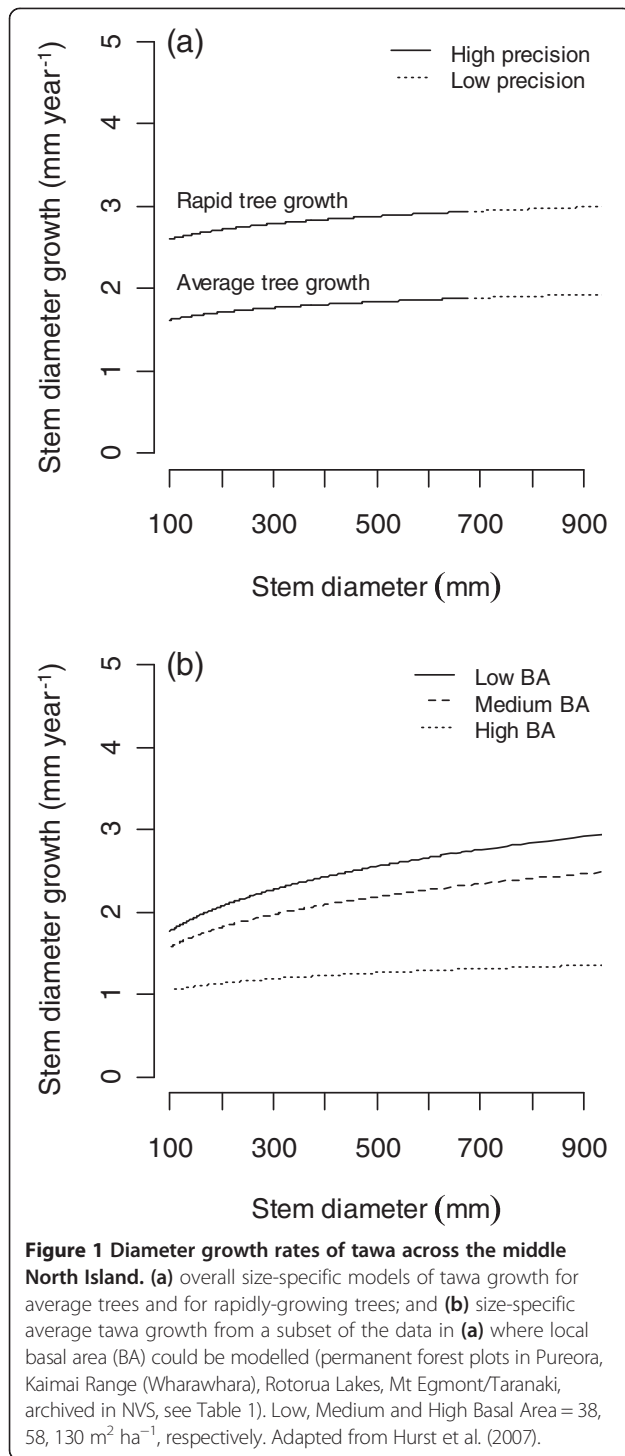 (a)
High precision
Low precision
Rapid tree growth
Average tree growth
Stem diameter growth (mm year⁻¹)
0 1 2 3 4 5
100 300 500 700 900
Stem diameter (mm)
(b)
Low BA
Medium BA
High BA
Stem diameter growth (mm year⁻¹)
0 1 2 3 4 5
100 300 500 700 900
Stem diameter (mm)
Figure 1 Diameter growth rates of tawa across the middle
North Island. (a) overall size-specific models of tawa growth for
average trees and for rapidly-growing trees; and (b) size-specific
average tawa growth from a subset of the data in (a) where local
basal area (BA) could be modelled (permanent forest plots in Pureora,
Kaimai Range (Wharawhara), Rotorua Lakes, Mt Egmont/Taranaki,
archived in NVS, see Table 1). Low, Medium and High Basal Area = 38,
58, 130 m² ha⁻¹, respectively. Adapted from Hurst et al. (2007).